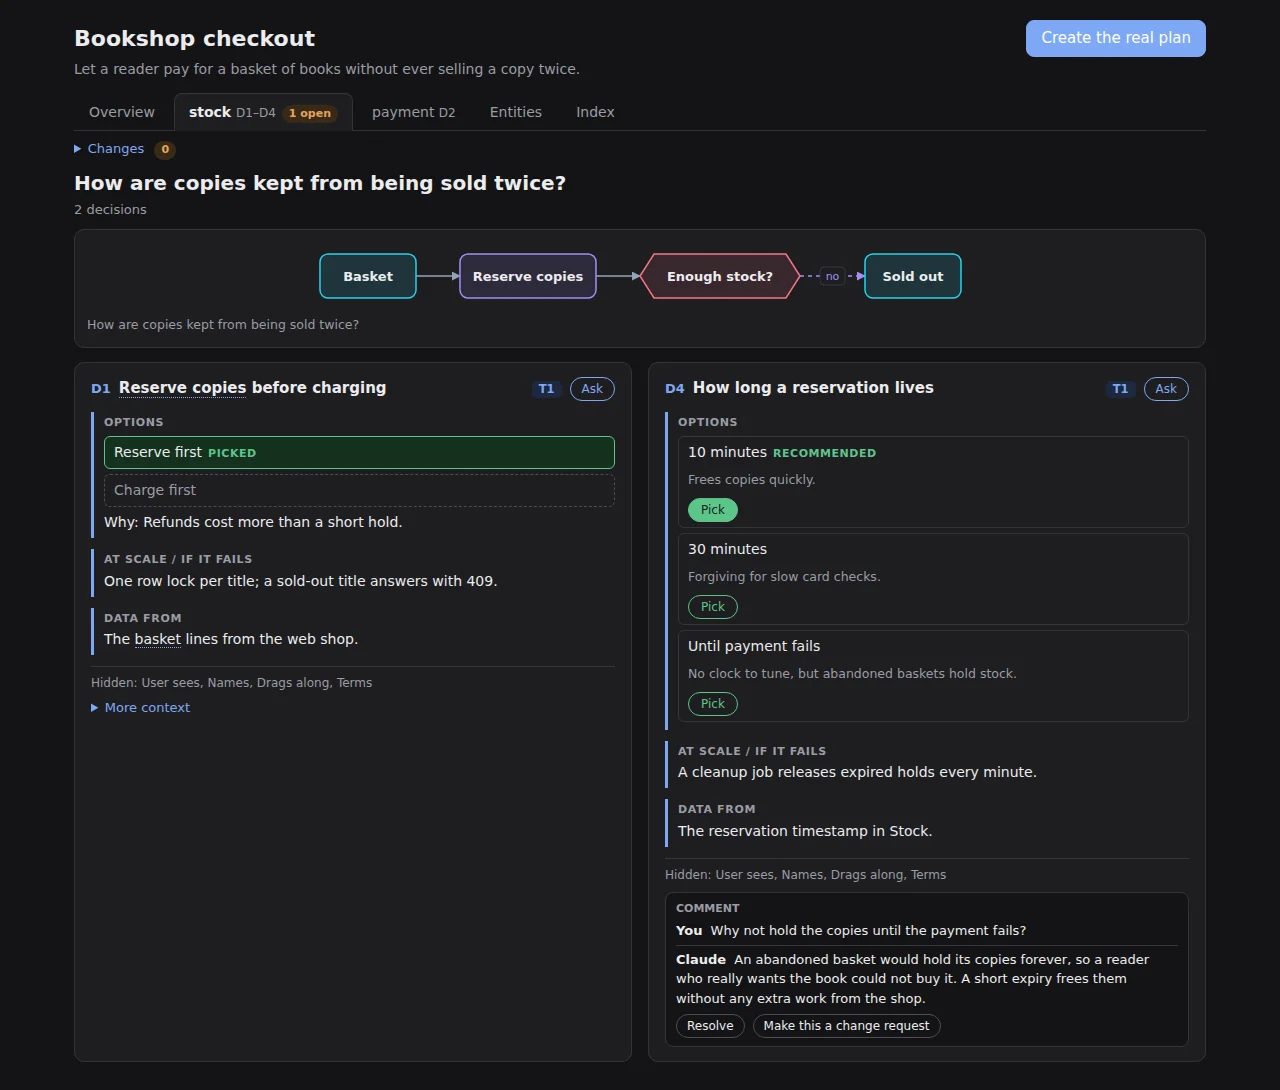 Bookshop checkout
Create the real plan
Let a reader pay for a basket of books without ever selling a copy twice.
Overview
stock D1–D4 1 open
payment D2
Entities
Index
Changes 0
How are copies kept from being sold twice?
2 decisions
Basket
Reserve copies
Enough stock?
no
Sold out
How are copies kept from being sold twice?
D1 Reserve copies before charging
T1
Ask
OPTIONS
Reserve first PICKED
Charge first
Why: Refunds cost more than a short hold.
AT SCALE / IF IT FAILS
One row lock per title; a sold-out title answers with 409.
DATA FROM
The basket lines from the web shop.
Hidden: User sees, Names, Drags along, Terms
More context
D4 How long a reservation lives
T1
Ask
OPTIONS
10 minutes RECOMMENDED
Frees copies quickly.
Pick
30 minutes
Forgiving for slow card checks.
Pick
Until payment fails
No clock to tune, but abandoned baskets hold stock.
Pick
AT SCALE / IF IT FAILS
A cleanup job releases expired holds every minute.
DATA FROM
The reservation timestamp in Stock.
Hidden: User sees, Names, Drags along, Terms
COMMENT
You Why not hold the copies until the payment fails?
Claude An abandoned basket would hold its copies forever, so a reader
who really wants the book could not buy it. A short expiry frees them
without any extra work from the shop.
Resolve
Make this a change request